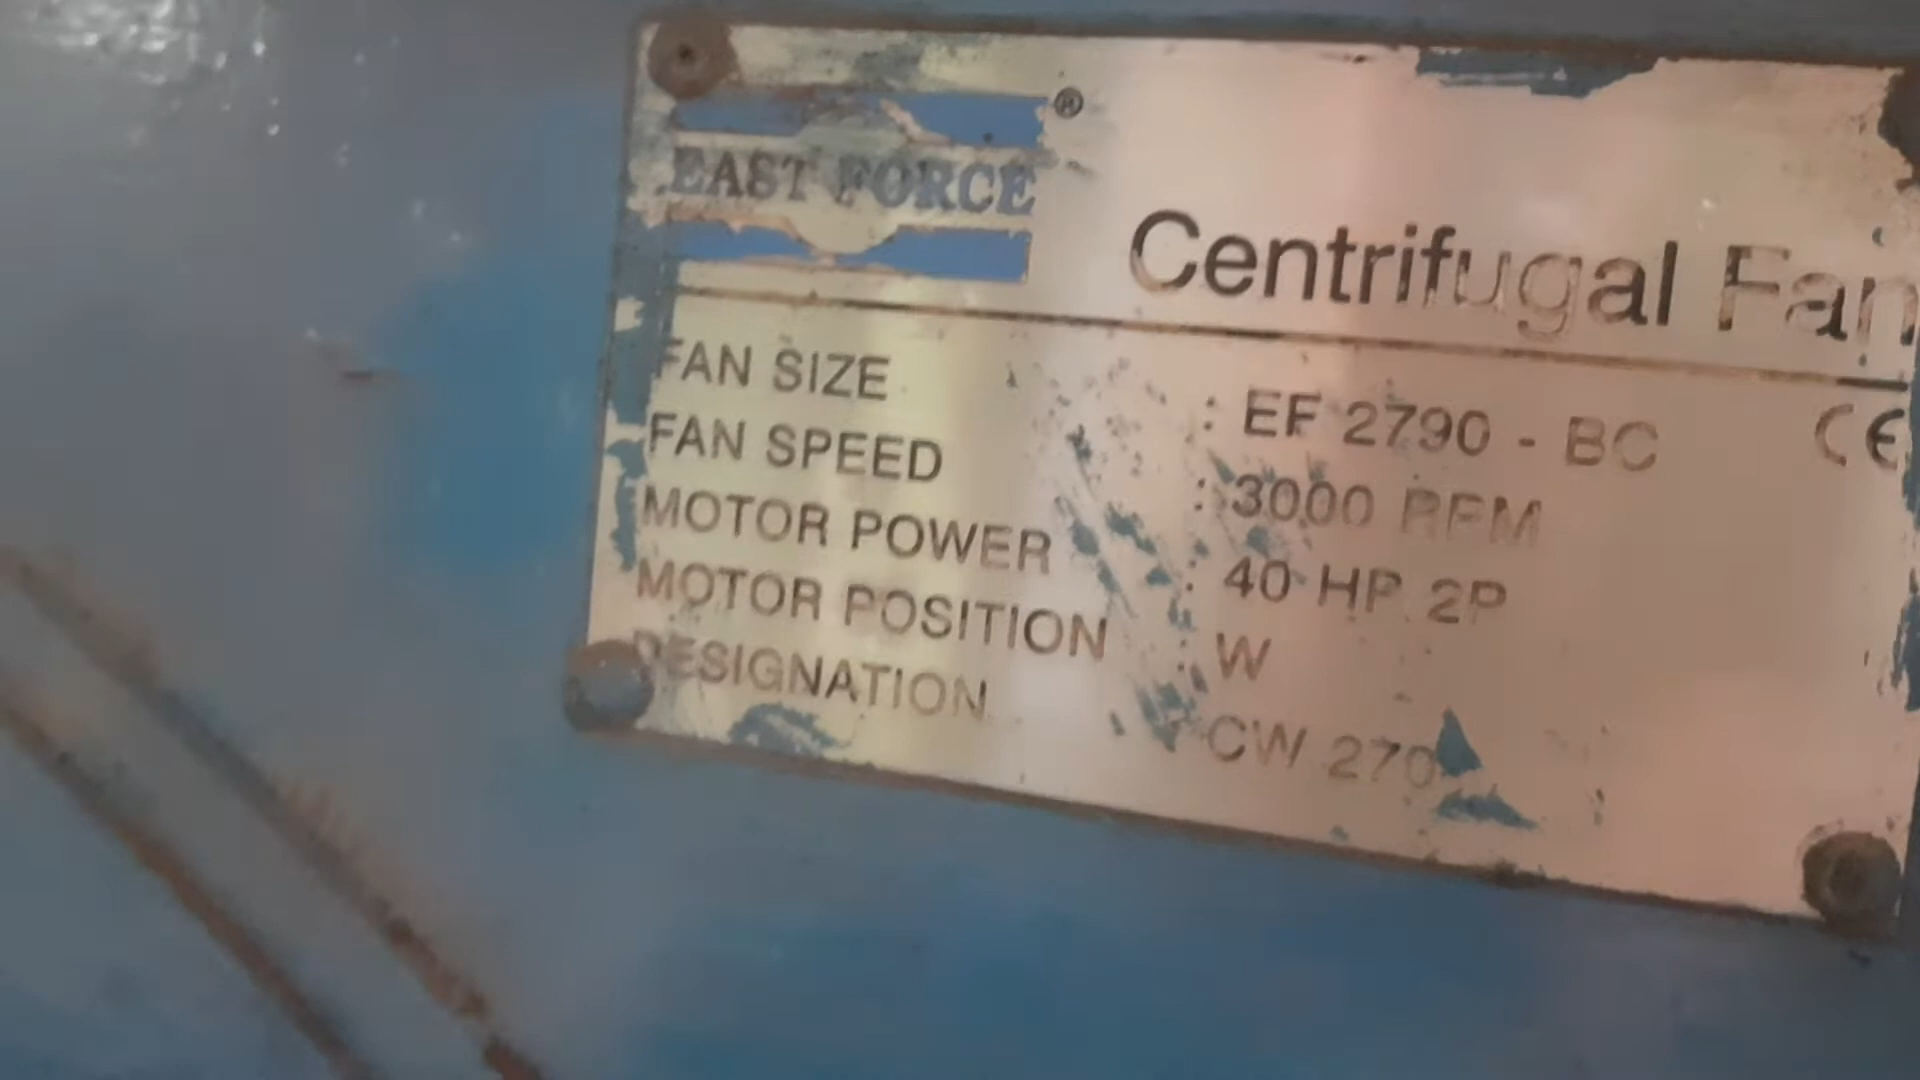 EAST FORCE ®
Centrifugal Fan
CE
FAN SIZE : EF 2790 - BC
FAN SPEED : 3000 RPM
MOTOR POWER : 40 HP 2P
MOTOR POSITION : W
DESIGNATION CW 270